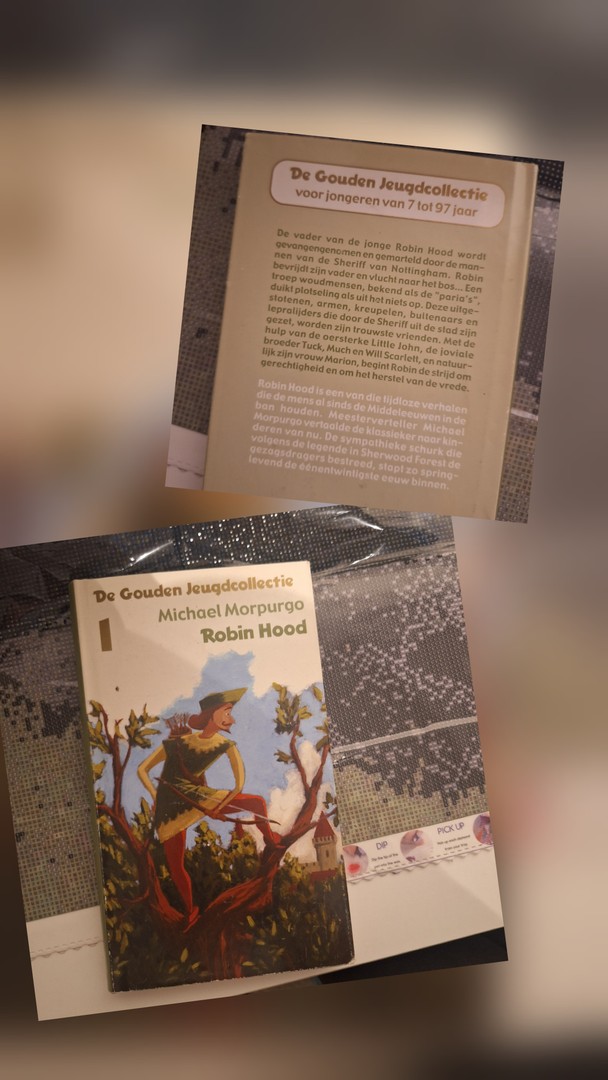 De Gouden Jeugdcollectie
voor jongeren van 7 tot 97 jaar
De vader van de jonge Robin Hood wordt
gevangengenomen en gemarteld door de man-
nen van de Sheriff van Nottingham. Robin
bevrijdt zijn vader en vlucht naar het bos... Een
troep woudmensen, bekend als de "paria's",
duikt plotseling als uit het niets op. Deze uitge-
stotenen, armen, kreupelen, bultenaars en
lepralijders die door de Sheriff uit de stad zijn
gezet, worden zijn trouwste vrienden. Met de
hulp van de oersterke Little John, de joviale
broeder Tuck, Much en Will Scarlett, en natuur-
lijk zijn vrouw Marion, begint Robin de strijd om
gerechtigheid en om het herstel van de vrede.
Robin Hood is een van die tijdloze verhalen
die de mens al sinds de Middeleeuwen in de
ban houden. Meesterverteller Michael
Morpurgo vertaalde de klassieker naar kin-
deren van nu. De sympathieke schurk die
volgens de legende in Sherwood Forest de
gezagsdragers bestreed, stapt zo spring-
levend de éénentwintigste eeuw binnen.
De Gouden Jeugdcollectie
Michael Morpurgo
1 Robin Hood
DIP
PICK UP